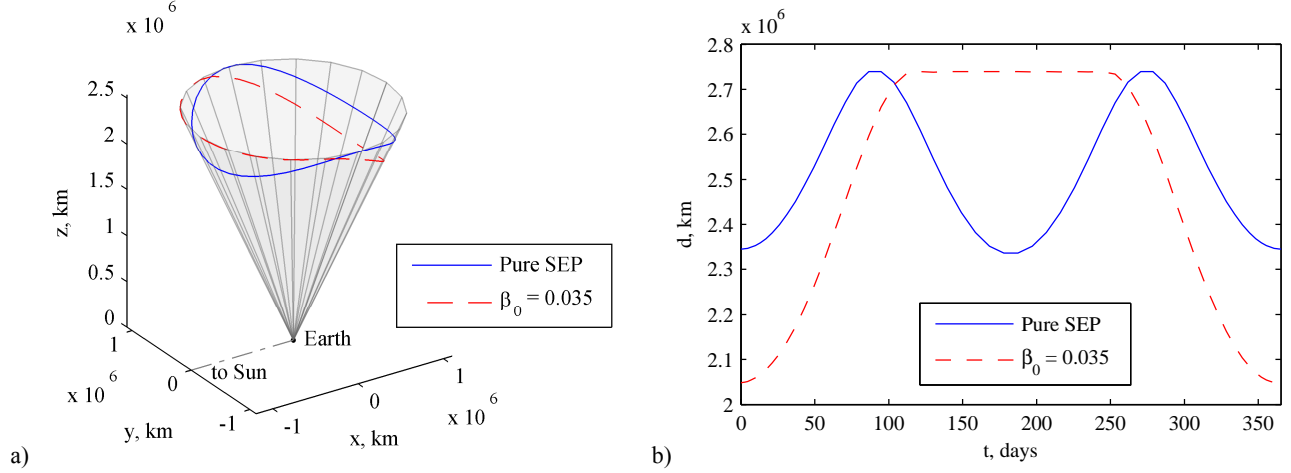 x 10^6
2.5
2
1.5
1
0.5
0
z, km
1
0
-1
x 10^6
y, km
-1
0
1
x 10^6
x, km
to Sun
Earth
Pure SEP
β_0 = 0.035
a)
x 10^6
2.8
2.7
2.6
2.5
2.4
2.3
2.2
2.1
2
d, km
0 50 100 150 200 250 300 350
t, days
Pure SEP
β_0 = 0.035
b)